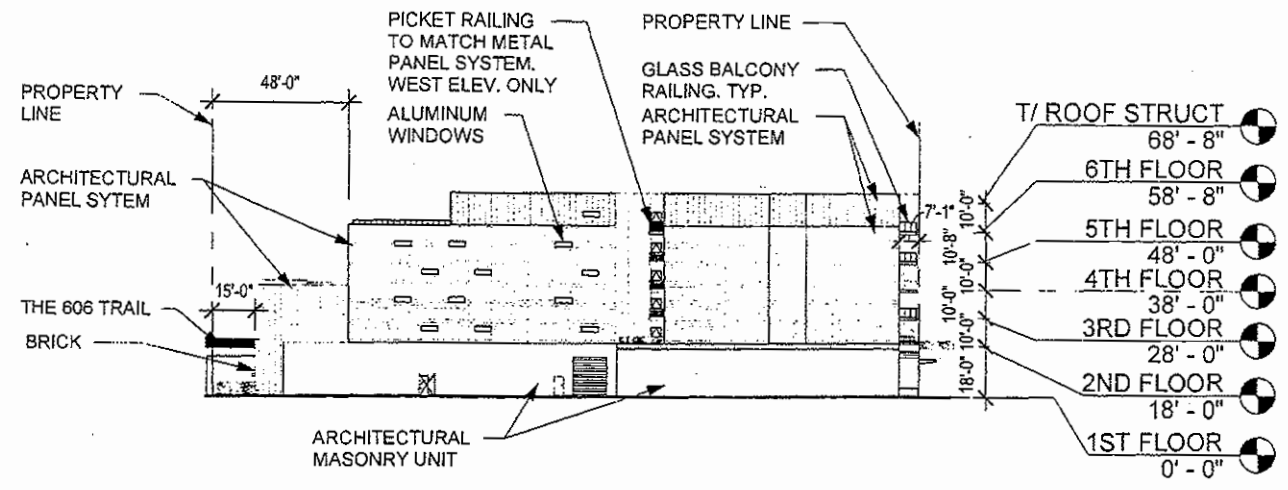 PICKET RAILING
TO MATCH METAL
PANEL SYSTEM.
WEST ELEV. ONLY
PROPERTY LINE
48'-0"
PROPERTY
LINE
GLASS BALCONY
RAILING. TYP.
ALUMINUM
WINDOWS
ARCHITECTURAL
PANEL SYSTEM
ARCHITECTURAL
PANEL SYTEM
T/ ROOF STRUCT
68' - 8"
6TH FLOOR
58' - 8"
5TH FLOOR
48' - 0"
4TH FLOOR
38' - 0"
3RD FLOOR
28' - 0"
2ND FLOOR
18' - 0"
1ST FLOOR
0' - 0"
7'-1"
10'-0"
10'-8"
10'-0"
10'-0"
10'-0"
18'-0"
15'-0"
THE 606 TRAIL
BRICK
ARCHITECTURAL
MASONRY UNIT